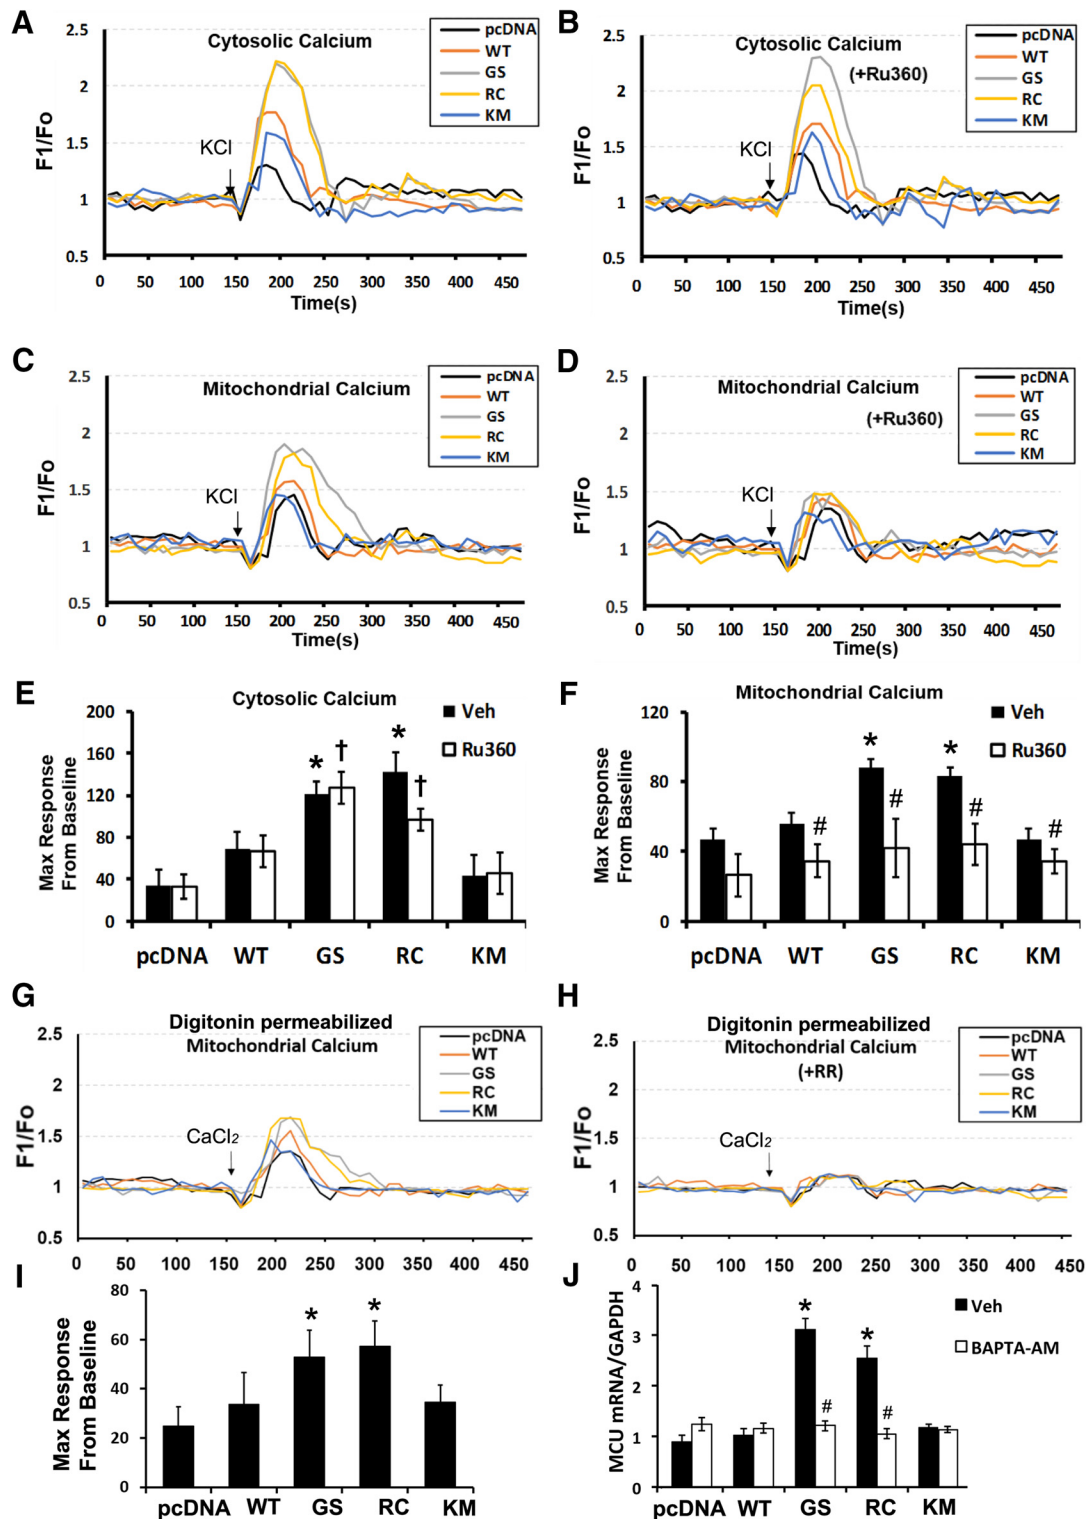 A
Cytosolic Calcium
pcDNA
WT
GS
RC
KM
KCl
F1/Fo
2.5
2
1.5
1
0.5
0 50 100 150 200 250 300 350 400 450
Time(s)
B
Cytosolic Calcium
(+Ru360)
pcDNA
WT
GS
RC
KM
KCl
F1/Fo
2.5
2
1.5
1
0.5
0 50 100 150 200 250 300 350 400 450
Time(s)
C
Mitochondrial Calcium
pcDNA
WT
GS
RC
KM
KCl
F1/Fo
2.5
2
1.5
1
0.5
0 50 100 150 200 250 300 350 400 450
Time(s)
D
Mitochondrial Calcium
(+Ru360)
pcDNA
WT
GS
RC
KM
KCl
F1/Fo
2.5
2
1.5
1
0.5
0 50 100 150 200 250 300 350 400 450
Time(s)
E
Cytosolic Calcium
Veh
Ru360
Max Response
From Baseline
200
160
120
80
40
0
* † * †
pcDNA WT GS RC KM
F
Mitochondrial Calcium
Veh
Ru360
Max Response
From Baseline
120
80
40
0
# * # * # #
pcDNA WT GS RC KM
G
Digitonin permeabilized
Mitochondrial Calcium
pcDNA
WT
GS
RC
KM
CaCl2
F1/Fo
2.5
2
1.5
1
0.5
0 50 100 150 200 250 300 350 400 450
H
Digitonin permeabilized
Mitochondrial Calcium
(+RR)
pcDNA
WT
GS
RC
KM
CaCl2
F1/Fo
2.5
2
1.5
1
0.5
0 50 100 150 200 250 300 350 400 450
I
Max Response
From Baseline
80
60
40
20
0
* *
pcDNA WT GS RC KM
J
Veh
BAPTA-AM
MCU mRNA/GAPDH
4
3
2
1
0
* # * #
pcDNA WT GS RC KM